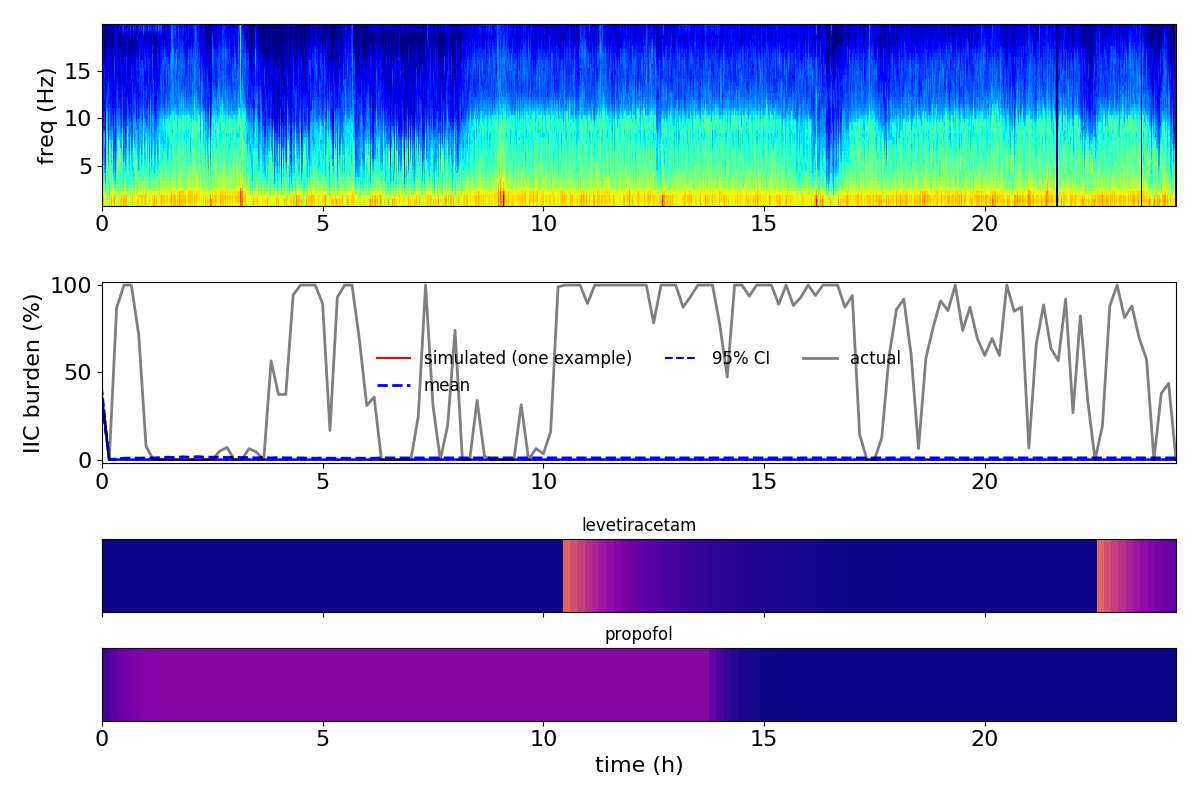 freq (Hz)
15
10
5
0 5 10 15 20
IIC burden (%)
100
50
0
simulated (one example) 95% CI actual
mean
0 5 10 15 20
levetiracetam
propofol
0 5 10 15 20
time (h)